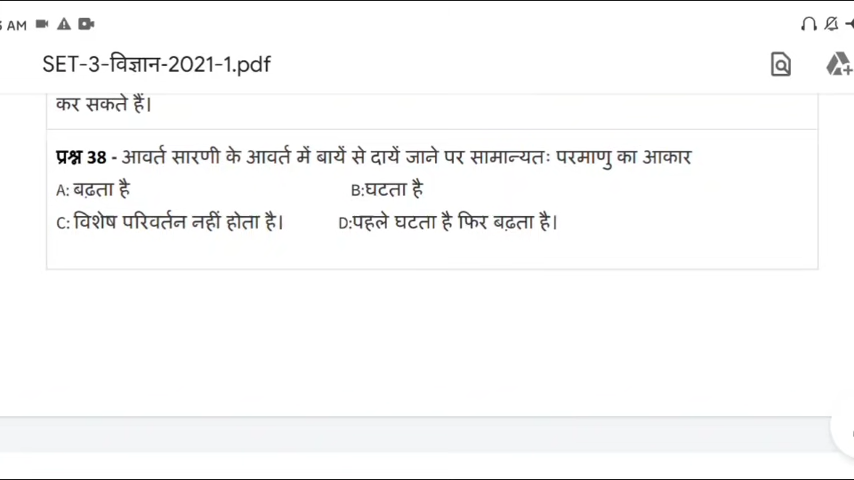 AM
SET-3-विज्ञान-2021-1.pdf
कर सकते हैं।
प्रश्न 38 - आवर्त सारणी के आवर्त में बायें से दायें जाने पर सामान्यतः परमाणु का आकार
A: बढ़ता है B:घटता है
C: विशेष परिवर्तन नहीं होता है। D:पहले घटता है फिर बढ़ता है।